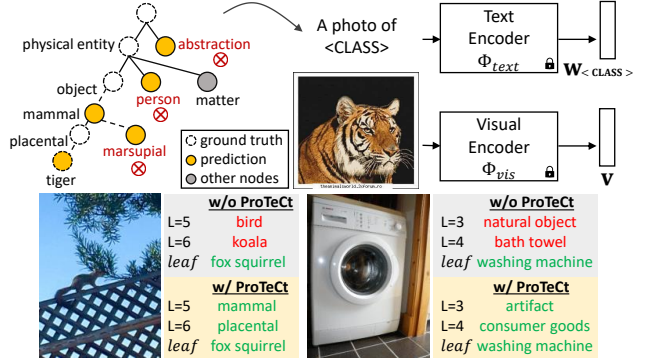 physical entity
abstraction
object
person
matter
mammal
placental
marsupial
tiger
ground truth
prediction
other nodes
A photo of
<CLASS>
Text
Encoder
Φtext
W< CLASS >
Visual
Encoder
Φvis
V
w/o ProTeCt
L=5 bird
L=6 koala
leaf fox squirrel
w/ ProTeCt
L=5 mammal
L=6 placental
leaf fox squirrel
w/o ProTeCt
L=3 natural object
L=4 bath towel
leaf washing machine
w/ ProTeCt
L=3 artifact
L=4 consumer goods
leaf washing machine